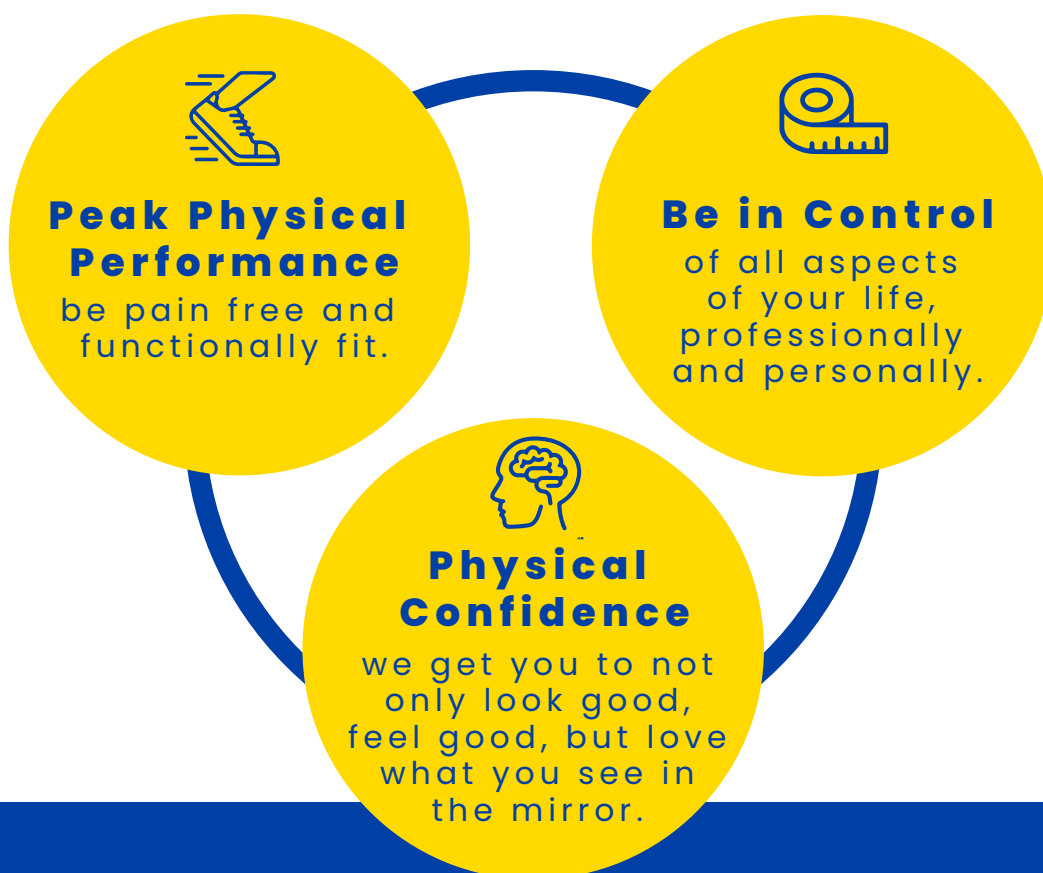 Peak Physical
Performance
be pain free and
functionally fit.
Be in Control
of all aspects
of your life,
professionally
and personally.
Physical
Confidence
we get you to not
only look good,
feel good, but love
what you see in
the mirror.